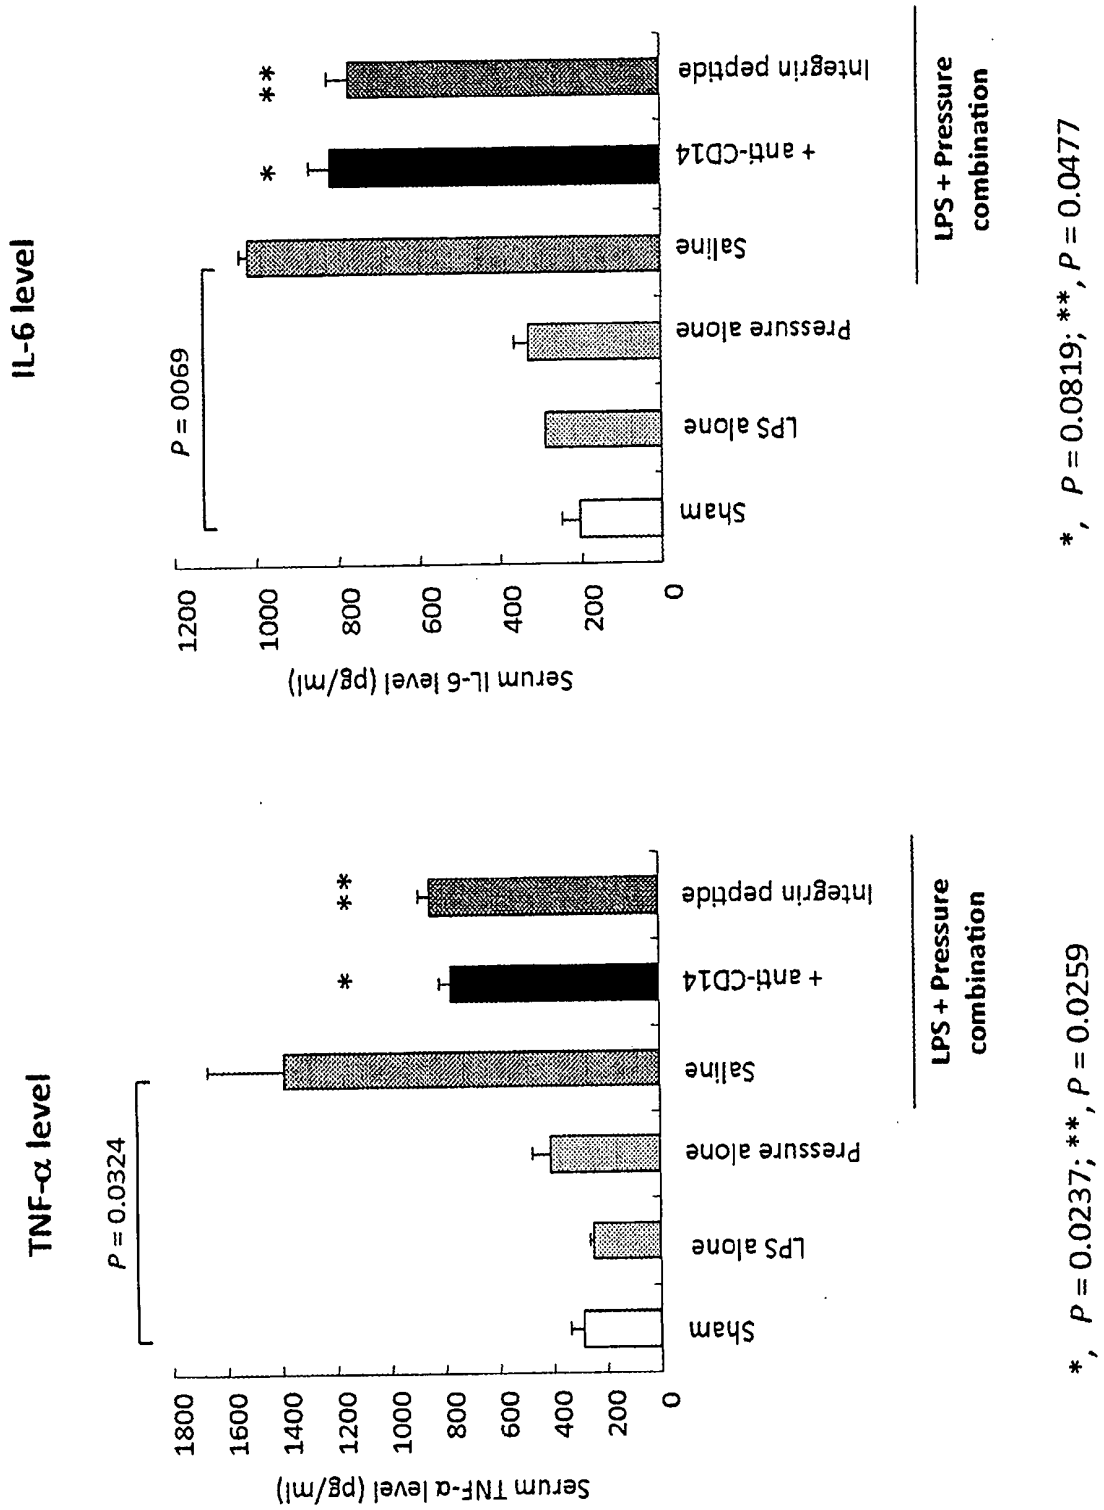 TNF-α level
P = 0.0324
Serum TNF-α level (pg/ml)
1800
1600
1400
1200
1000
800
600
400
200
0
**
*
Sham
LPS alone
Pressure alone
Saline
+ anti-CD14
Integrin peptide
LPS + Pressure
combination
*, P = 0.0237; **, P = 0.0259
IL-6 level
P = 0069
Serum IL-6 level (pg/ml)
1200
1000
800
600
400
200
0
*
**
Sham
LPS alone
Pressure alone
Saline
+ anti-CD14
Integrin peptide
LPS + Pressure
combination
*, P = 0.0819; **, P = 0.0477